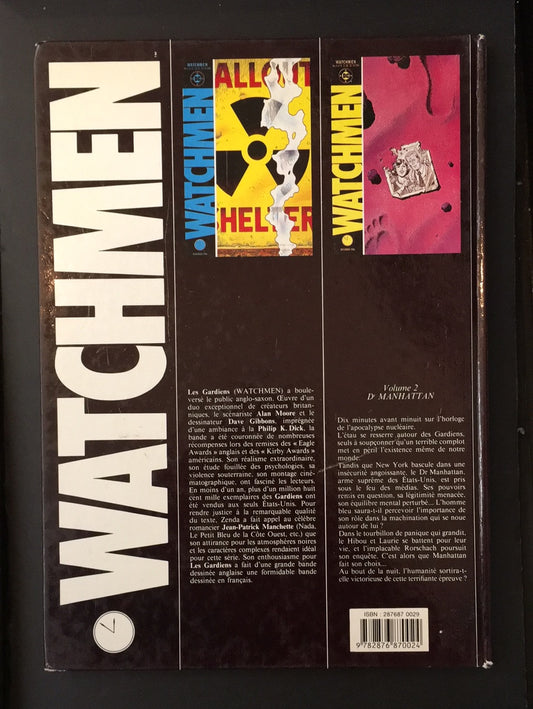 WATCHMEN
WATCHMEN
WATCHMEN
ALLOUT
SHELTER
WATCHMEN
WATCHMEN
Les Gardiens (WATCHMEN) a boule-
versé le public anglo-saxon. Œuvre d'un
duo exceptionnel de créateurs britan-
niques, le scénariste Alan Moore et le
dessinateur Dave Gibbons, imprégnée
d'une ambiance à la Philip K. Dick, la
bande a été couronnée de nombreuses
récompenses lors des remises des « Eagle
Awards » anglais et des « Kirby Awards »
américains. Son réalisme extraordinaire,
son étude fouillée des psychologies, sa
violence souterraine, son montage ciné-
matographique, ont fasciné les lecteurs.
En moins d'un an, plus d'un million huit
cent mille exemplaires des Gardiens ont
été vendus aux seuls États-Unis. Pour
rendre justice à la remarquable qualité
du texte, Zenda a fait appel au célèbre
romancier Jean-Patrick Manchette (Nada,
Le Petit Bleu de la Côte Ouest, etc.) que
son attirance pour les atmosphères noires
et les caractères complexes rendaient idéal
pour cette série. Son enthousiasme pour
Les Gardiens a fait d'une grande bande
dessinée anglaise une formidable bande
dessinée en français.
Volume 2
Dr MANHATTAN
Dix minutes avant minuit sur l'horloge
de l'apocalypse nucléaire.
L'étau se resserre autour des Gardiens,
seuls à soupçonner qu'un terrible complot
met en péril l'existence même de notre
monde.
Tandis que New York bascule dans une
insécurité angoissante, le Dr Manhattan,
arme suprême des États-Unis, est pris
sous le feu des médias. Ses pouvoirs
remis en question, sa légitimité menacée,
son équilibre mental perturbé... L'homme
bleu saura-t-il percevoir l'importance de
son rôle dans la machination qui se noue
autour de lui ?
Dans le tourbillon de panique qui grandit,
le Hibou et Laurie se battent pour leur
vie, et l'implacable Rorschach poursuit
son enquête. C'est alors que Manhattan
fait son choix...
Au bout de la nuit, l'humanité sortira-t-
elle victorieuse de cette terrifiante épreuve ?
ISBN : 287687 0029
9 782876 870024